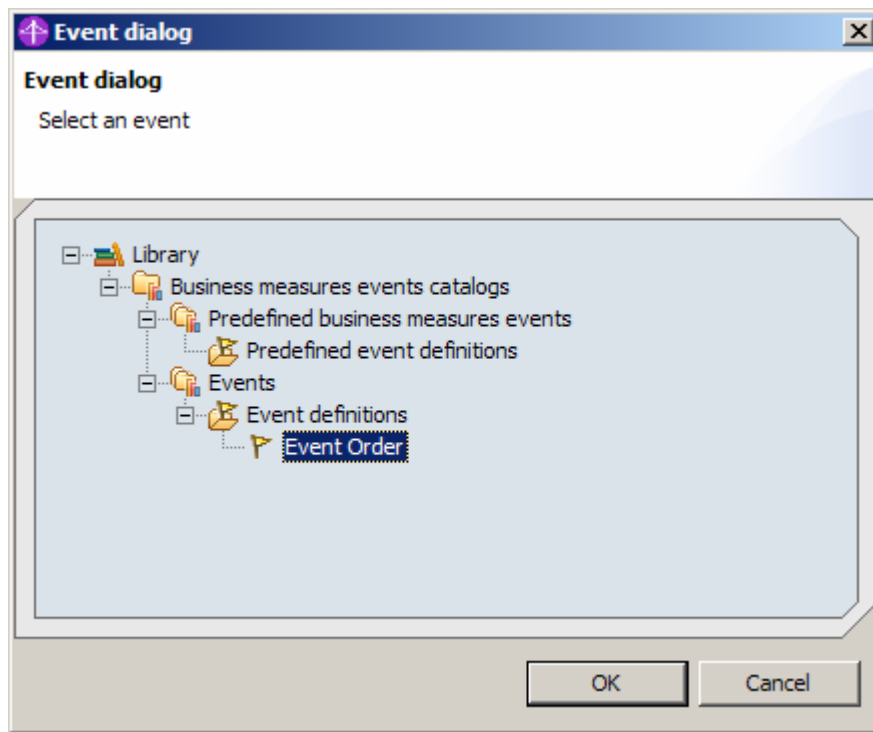 Event dialog
Event dialog
Select an event
Library
Business measures events catalogs
Predefined business measures events
Predefined event definitions
Events
Event definitions
Event Order
OK Cancel